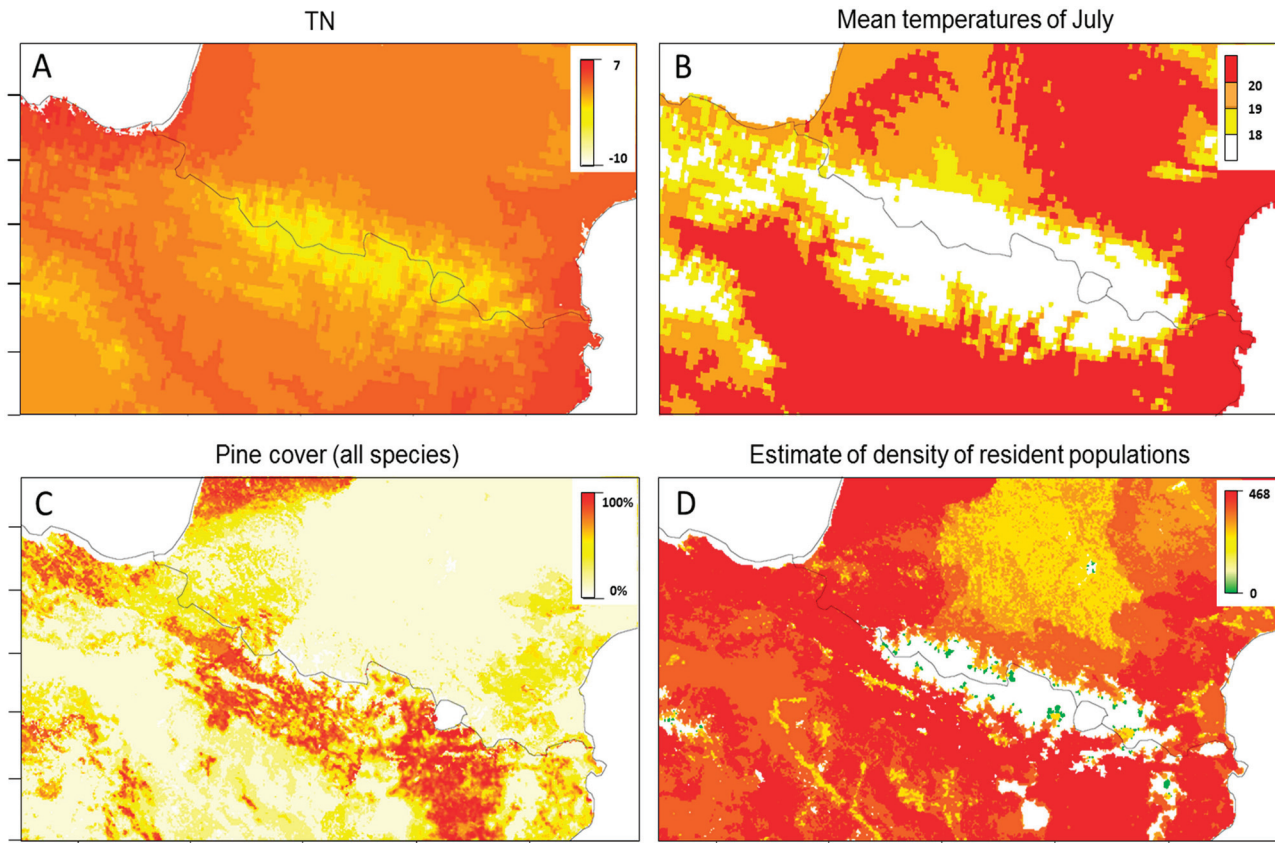 TN
A
7
-10
Mean temperatures of July
B
20
19
18
Pine cover (all species)
C
100%
0%
Estimate of density of resident populations
D
468
0